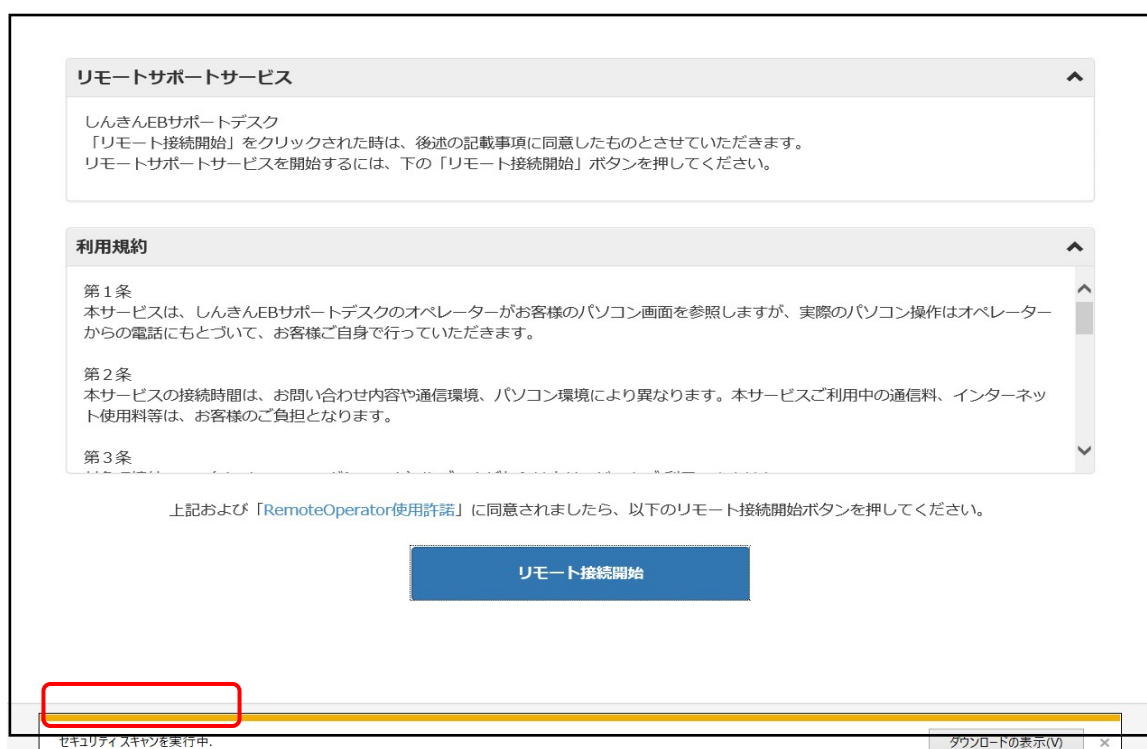 リモートサポートサービス
しんきんEBサポートデスク
「リモート接続開始」をクリックされた時は、後述の記載事項に同意したものとさせていただきます。
リモートサポートサービスを開始するには、下の「リモート接続開始」ボタンを押してください。
利用規約
第１条
本サービスは、しんきんEBサポートデスクのオペレーターがお客様のパソコン画面を参照しますが、実際のパソコン操作はオペレーター
からの電話にもとづいて、お客様ご自身で行っていただきます。
第２条
本サービスの接続時間は、お問い合わせ内容や通信環境、パソコン環境により異なります。本サービスご利用中の通信料、インターネッ
ト使用料等は、お客様のご負担となります。
第３条
上記および「RemoteOperator使用許諾」に同意されましたら、以下のリモート接続開始ボタンを押してください。
リモート接続開始
セキュリティ スキャンを実行中.
ダウンロードの表示(V)